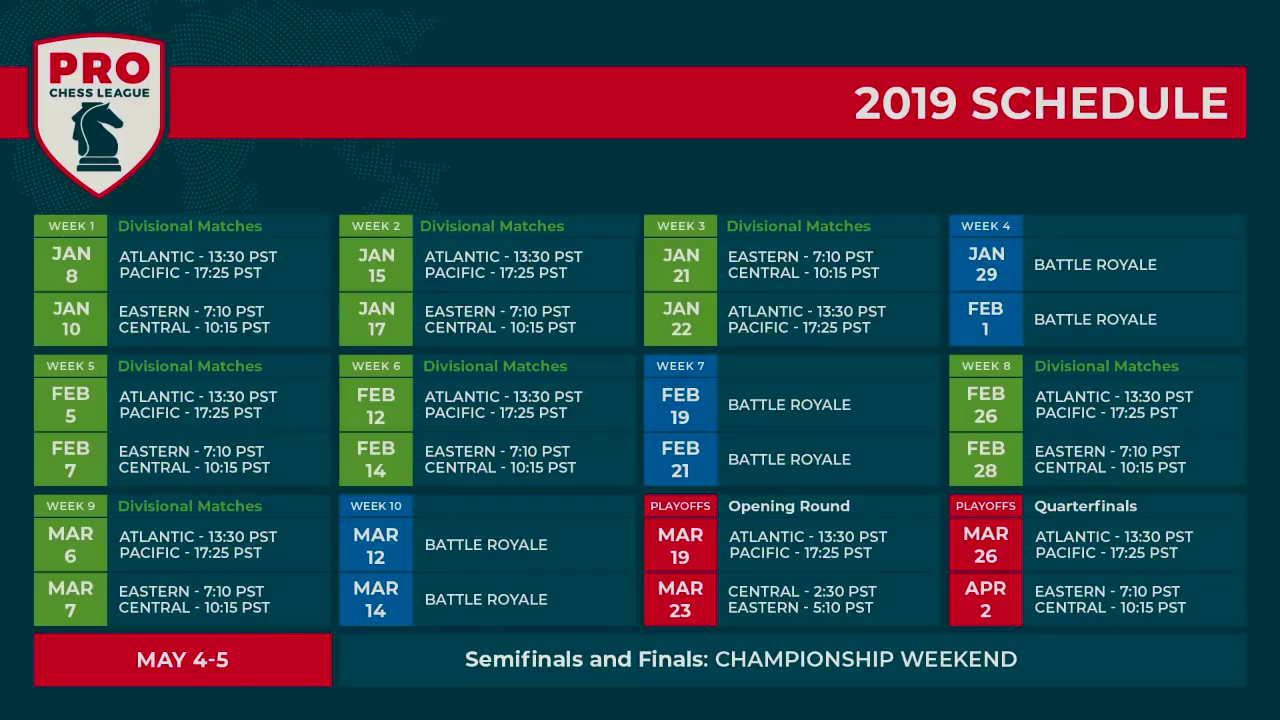 PRO
CHESS LEAGUE
2019 SCHEDULE
WEEK 1
Divisional Matches
JAN
8
ATLANTIC - 13:30 PST
PACIFIC - 17:25 PST
JAN
10
EASTERN - 7:10 PST
CENTRAL - 10:15 PST
WEEK 2
Divisional Matches
JAN
15
ATLANTIC - 13:30 PST
PACIFIC - 17:25 PST
JAN
17
EASTERN - 7:10 PST
CENTRAL - 10:15 PST
WEEK 3
Divisional Matches
JAN
21
EASTERN - 7:10 PST
CENTRAL - 10:15 PST
JAN
22
ATLANTIC - 13:30 PST
PACIFIC - 17:25 PST
WEEK 4
JAN
29
BATTLE ROYALE
FEB
1
BATTLE ROYALE
WEEK 5
Divisional Matches
FEB
5
ATLANTIC - 13:30 PST
PACIFIC - 17:25 PST
FEB
7
EASTERN - 7:10 PST
CENTRAL - 10:15 PST
WEEK 6
Divisional Matches
FEB
12
ATLANTIC - 13:30 PST
PACIFIC - 17:25 PST
FEB
14
EASTERN - 7:10 PST
CENTRAL - 10:15 PST
WEEK 7
FEB
19
BATTLE ROYALE
FEB
21
BATTLE ROYALE
WEEK 8
Divisional Matches
FEB
26
ATLANTIC - 13:30 PST
PACIFIC - 17:25 PST
FEB
28
EASTERN - 7:10 PST
CENTRAL - 10:15 PST
WEEK 9
Divisional Matches
MAR
6
ATLANTIC - 13:30 PST
PACIFIC - 17:25 PST
MAR
7
EASTERN - 7:10 PST
CENTRAL - 10:15 PST
WEEK 10
MAR
12
BATTLE ROYALE
MAR
14
BATTLE ROYALE
PLAYOFFS
Opening Round
MAR
19
ATLANTIC - 13:30 PST
PACIFIC - 17:25 PST
MAR
23
CENTRAL - 2:30 PST
EASTERN - 5:10 PST
PLAYOFFS
Quarterfinals
MAR
26
ATLANTIC - 13:30 PST
PACIFIC - 17:25 PST
APR
2
EASTERN - 7:10 PST
CENTRAL - 10:15 PST
MAY 4-5
Semifinals and Finals: CHAMPIONSHIP WEEKEND